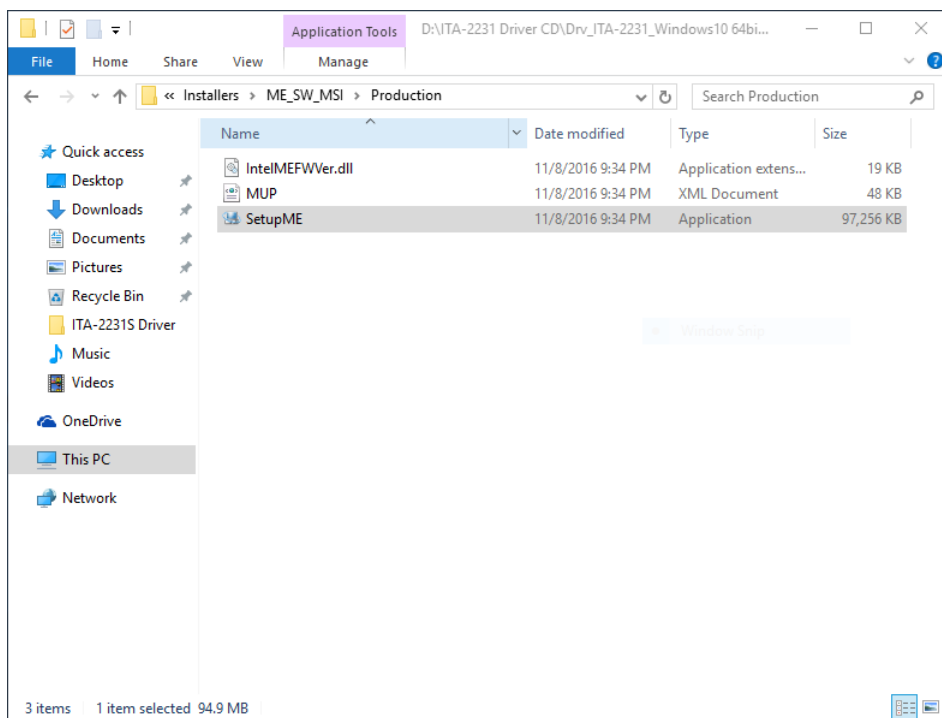 Application Tools D:\ITA-2231 Driver CD\Drv_ITA-2231_Windows10 64bi...
File Home Share View Manage
« Installers > ME_SW_MSI > Production Search Production
Name Date modified Type Size
Quick access
IntelMEFWVer.dll 11/8/2016 9:34 PM Application extens... 19 KB
Desktop
MUP 11/8/2016 9:34 PM XML Document 48 KB
Downloads
SetupME 11/8/2016 9:34 PM Application 97,256 KB
Documents
Pictures
Recycle Bin
ITA-2231S Driver
Window Snip
Music
Videos
OneDrive
This PC
Network
3 items 1 item selected 94.9 MB